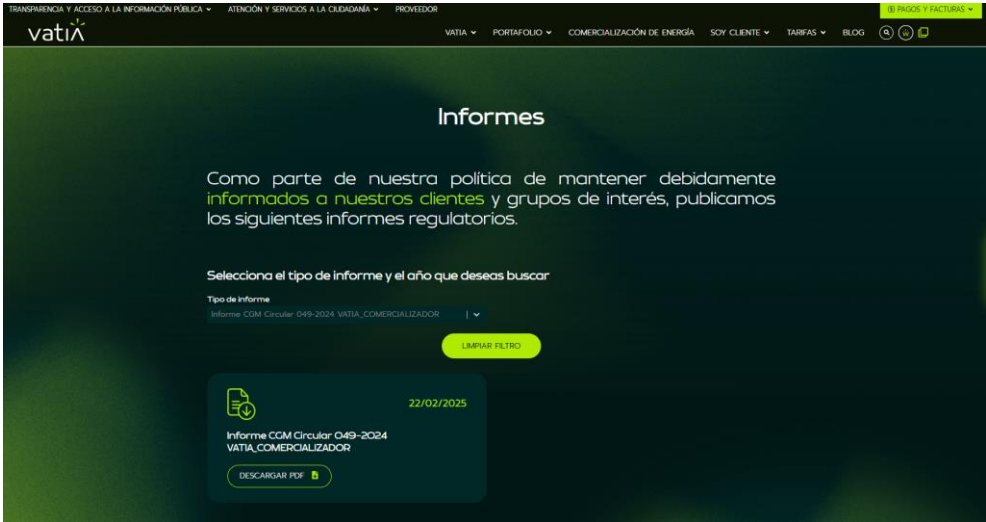 TRANSPARENCIA Y ACCESO A LA INFORMACIÓN PÚBLICA ATENCIÓN Y SERVICIOS A LA CIUDADANÍA PROVEEDOR PAGOS Y FACTURAS
vatia VATIA PORTAFOLIO COMERCIALIZACIÓN DE ENERGÍA SOY CLIENTE TARIFAS BLOG
Informes
Como parte de nuestra política de mantener debidamente
informados a nuestros clientes y grupos de interés, publicamos
los siguientes informes regulatorios.
Selecciona el tipo de informe y el año que deseas buscar
Tipo de informe
Informe CGM Circular 049-2024 VATIA_COMERCIALIZADOR
LIMPIAR FILTRO
22/02/2025
Informe CGM Circular 049-2024
VATIA_COMERCIALIZADOR
DESCARGAR PDF